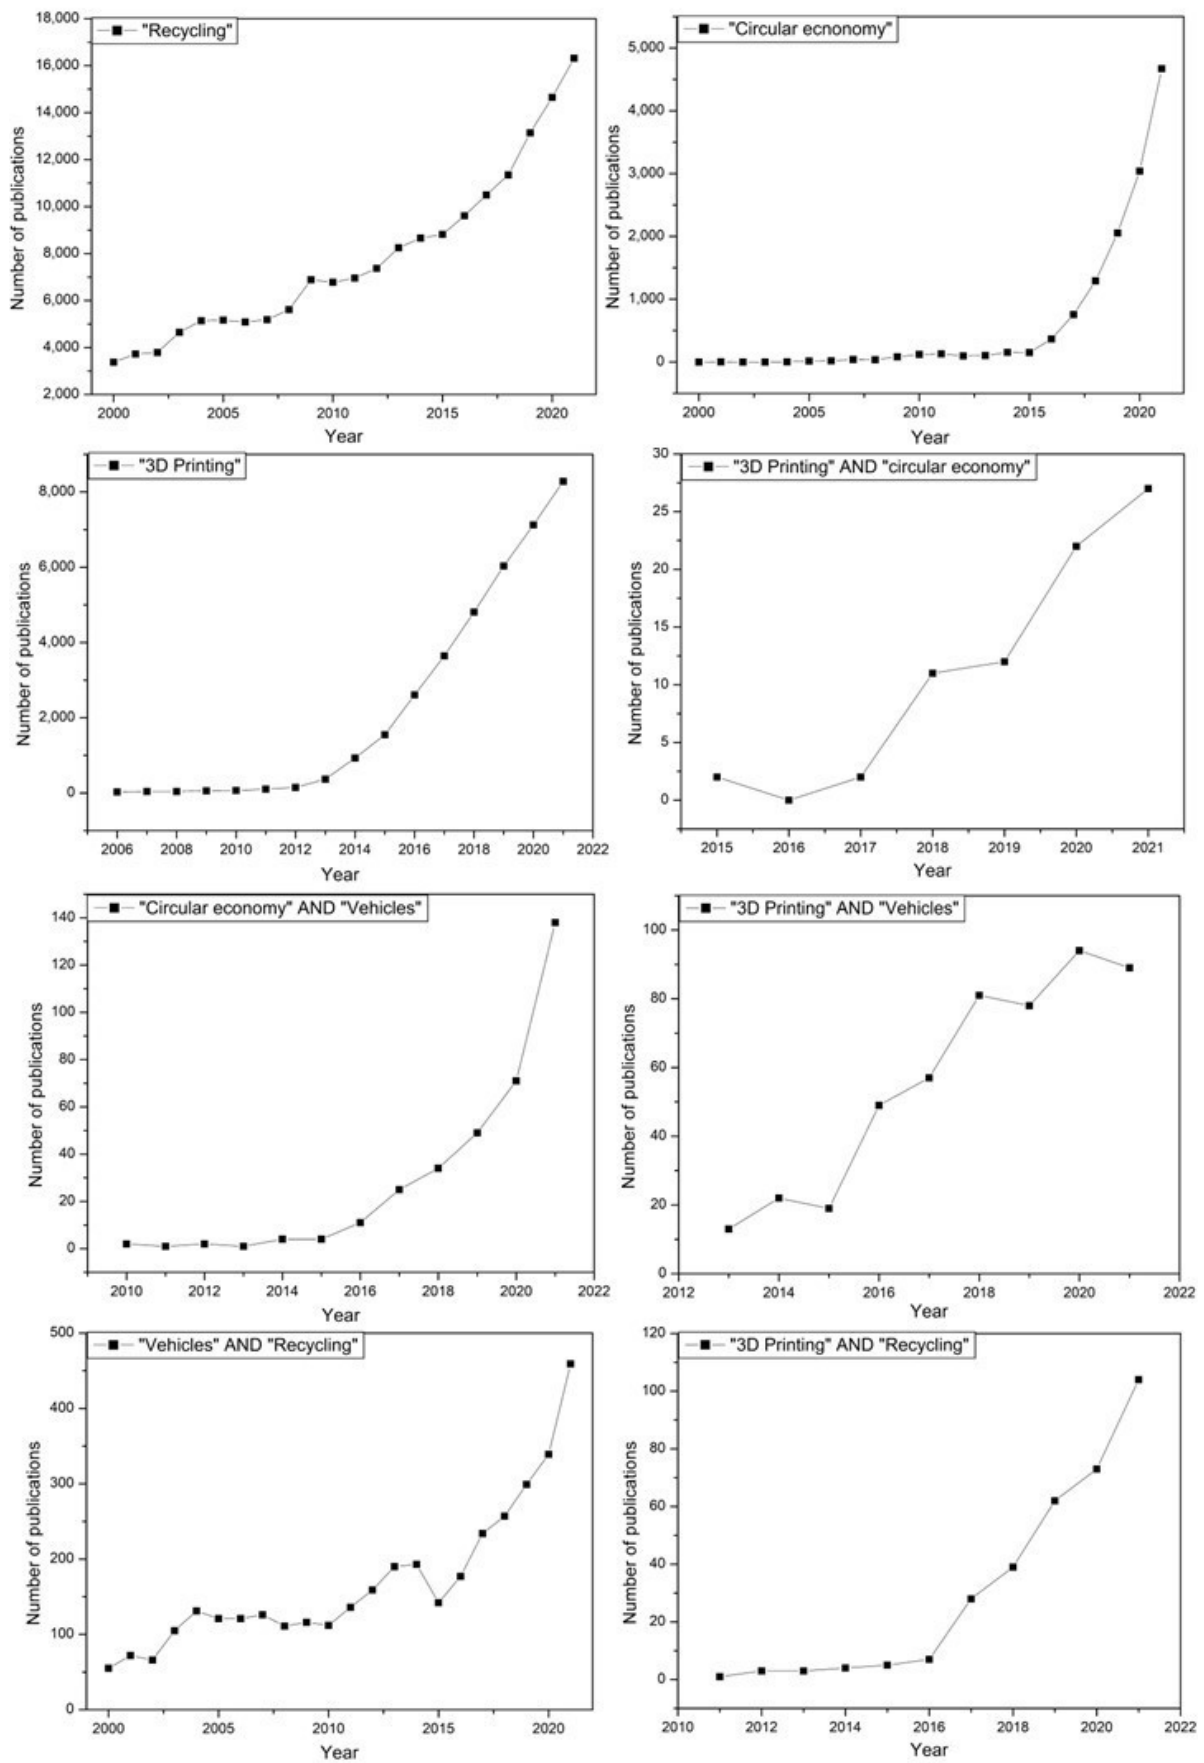 "Recycling"
18,000
16,000
14,000
12,000
10,000
8,000
6,000
4,000
2,000
Number of publications
2000 2005 2010 2015 2020
Year
"Circular ecnonomy"
5,000
4,000
3,000
2,000
1,000
0
Number of publications
2000 2005 2010 2015 2020
Year
"3D Printing"
8,000
6,000
4,000
2,000
0
Number of publications
2006 2008 2010 2012 2014 2016 2018 2020 2022
Year
"3D Printing" AND "circular economy"
30
25
20
15
10
5
0
Number of publications
2015 2016 2017 2018 2019 2020 2021
Year
"Circular economy" AND "Vehicles"
140
120
100
80
60
40
20
0
Number of publications
2010 2012 2014 2016 2018 2020 2022
Year
"3D Printing" AND "Vehicles"
100
80
60
40
20
0
Number of publications
2012 2014 2016 2018 2020 2022
Year
"Vehicles" AND "Recycling"
500
400
300
200
100
0
Number of publications
2000 2005 2010 2015 2020
Year
"3D Printing" AND "Recycling"
120
100
80
60
40
20
0
Number of publications
2010 2012 2014 2016 2018 2020 2022
Year